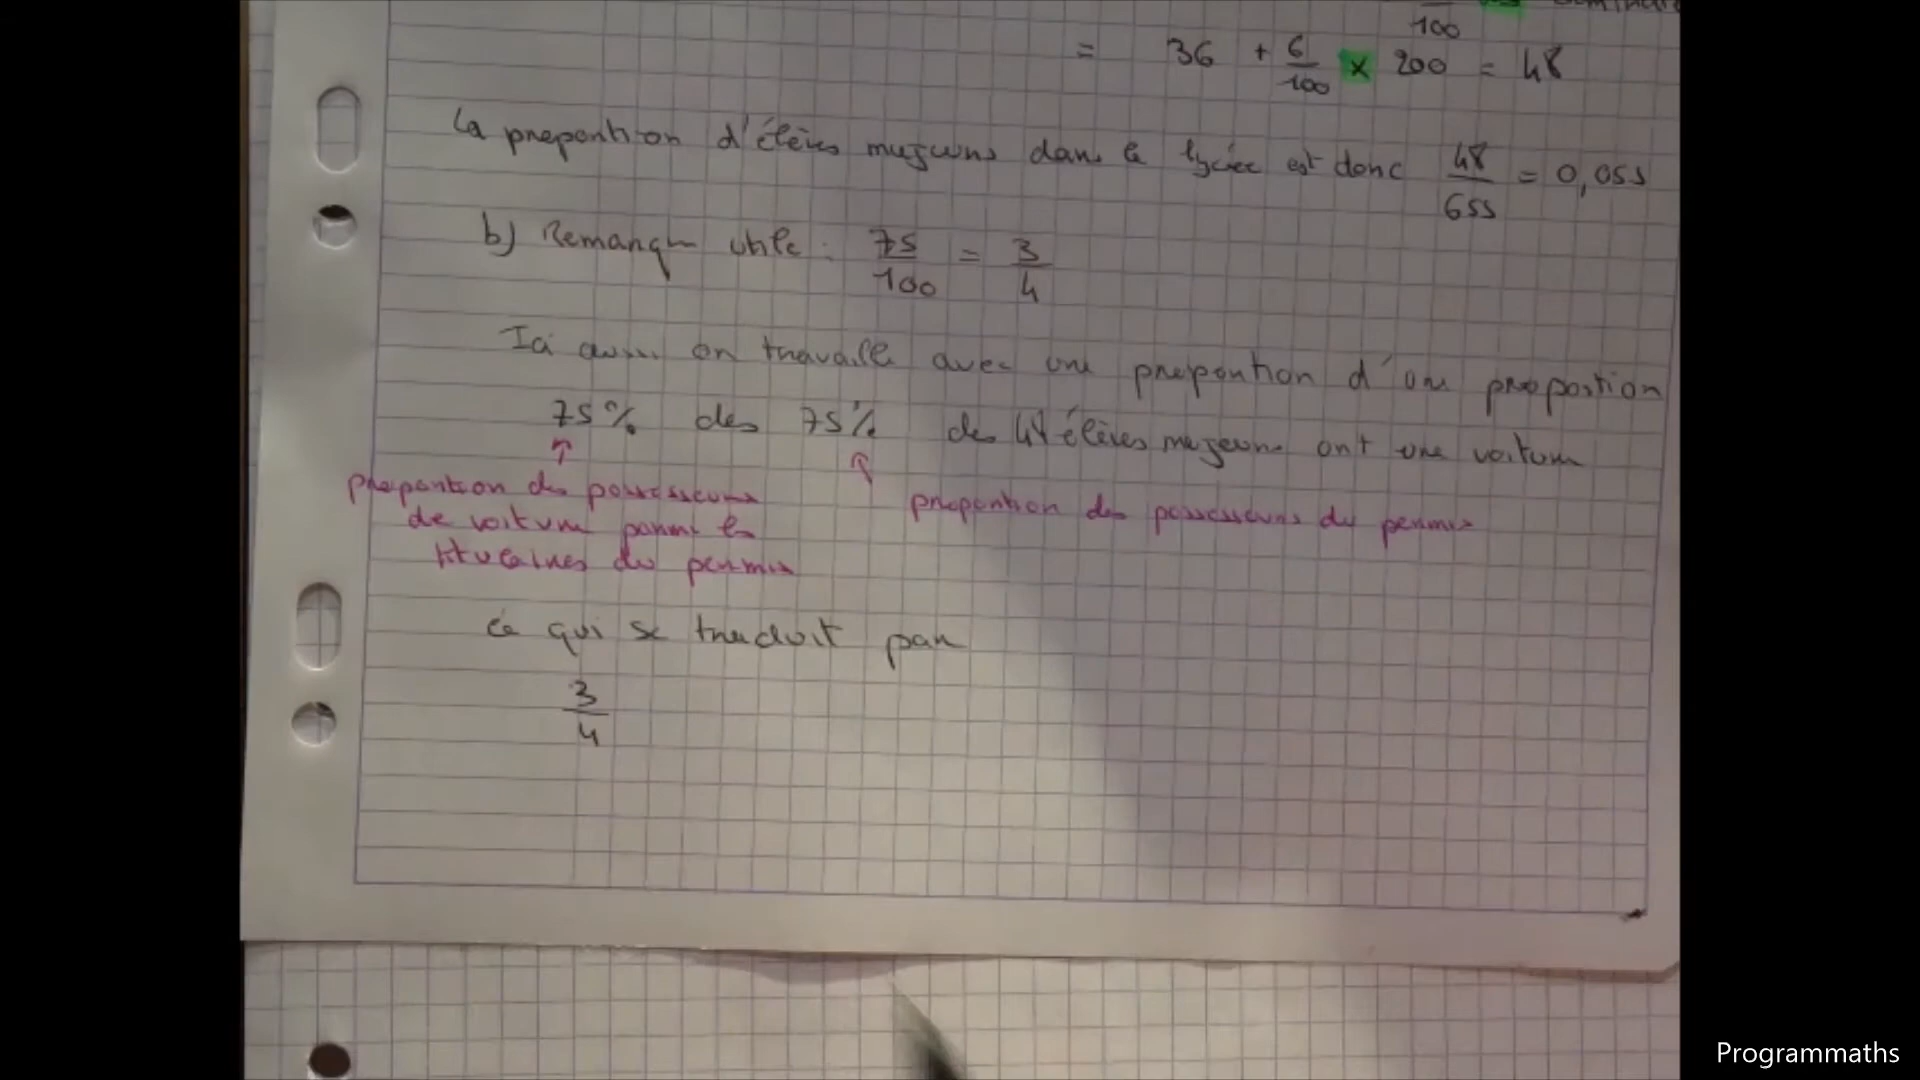 100
= 36 + 6/100 × 200 = 48
La proportion d'élèves majeurs dans le lycée est donc 48/655 = 0,055
b) Remarque utile : 75/100 = 3/4
Ici aussi on travaille avec une proportion d'une proportion
75% des 75% des 48 élèves majeurs ont une voiture
proportion des possesseurs
de voiture parmi les
titulaires du permis
proportion des possesseurs du permis
Ce qui se traduit par
3/4
Programmaths